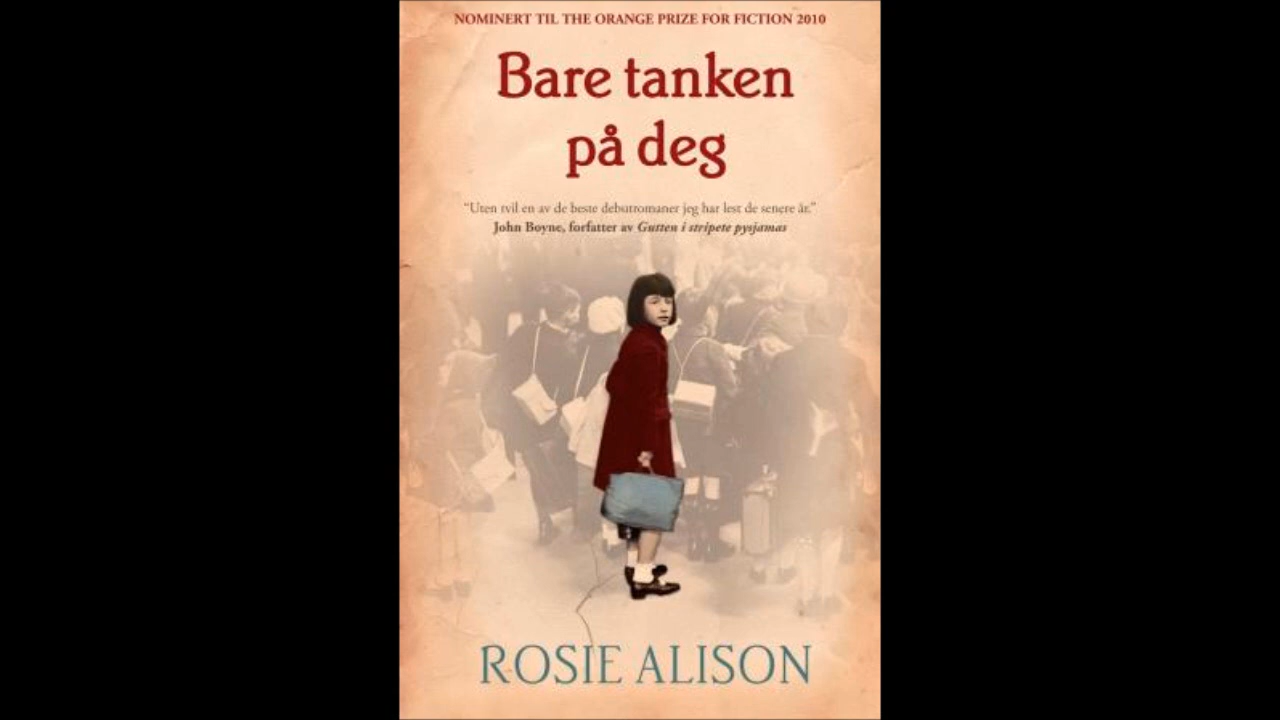 NOMINERT TIL THE ORANGE PRIZE FOR FICTION 2010
Bare tanken
på deg
“Uten tvil en av de beste debutromaner jeg har lest de senere år.”
John Boyne, forfatter av Gutten i stripete pysjamas
ROSIE ALISON